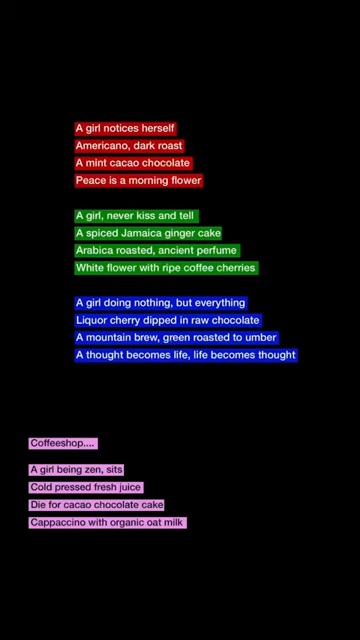 A girl notices herself
Americano, dark roast
A mint cacao chocolate
Peace is a morning flower
A girl, never kiss and tell
A spiced Jamaica ginger cake
Arabica roasted, ancient perfume
White flower with ripe coffee cherries
A girl doing nothing, but everything
Liquor cherry dipped in raw chocolate
A mountain brew, green roasted to umber
A thought becomes life, life becomes thought
Coffeeshop....
A girl being zen, sits
Cold pressed fresh juice
Die for cacao chocolate cake
Cappaccino with organic oat milk